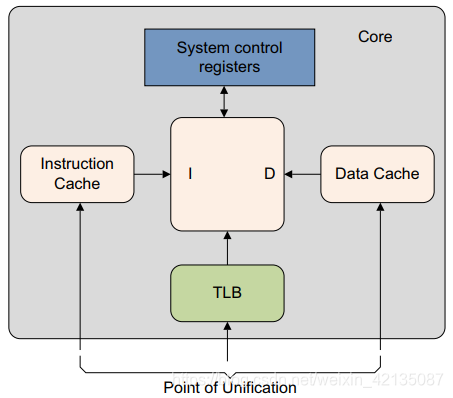 Core
System control
registers
Instruction
Cache
I
D
Data Cache
TLB
Point of Unification
https://blog.csdn.net/weixin_42135087